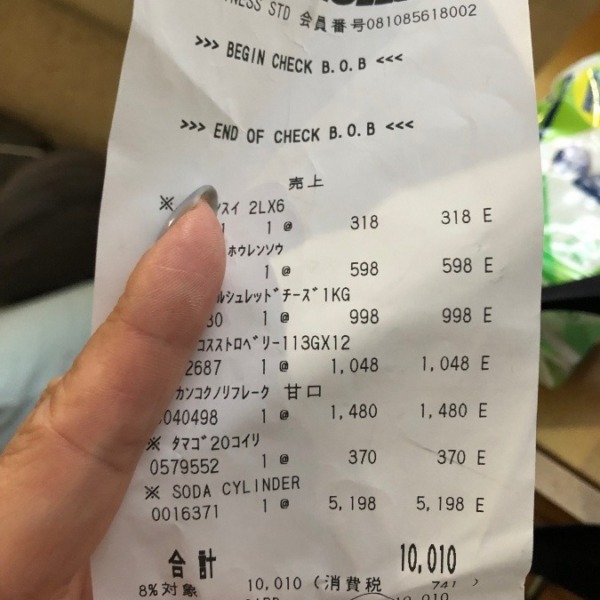 STD 会員番号081085618002
>>> BEGIN CHECK B.O.B <<<
>>> END OF CHECK B.O.B <<<
売上
※ スイ 2LX6
1 1 @ 318 318 E
ホウレンソウ
1 @ 598 598 E
ルシュレッドチーズ1KG
80 1 @ 998 998 E
コスストロベリー113GX12
2687 1 @ 1,048 1,048 E
カンコクノリフレーク 甘口
040498 1 @ 1,480 1,480 E
※ タマゴ20コイリ
0579552 1 @ 370 370 E
※ SODA CYLINDER
0016371 1 @ 5,198 5,198 E
合計 10,010
8%対象 10,010 (消費税 741 )
10,010